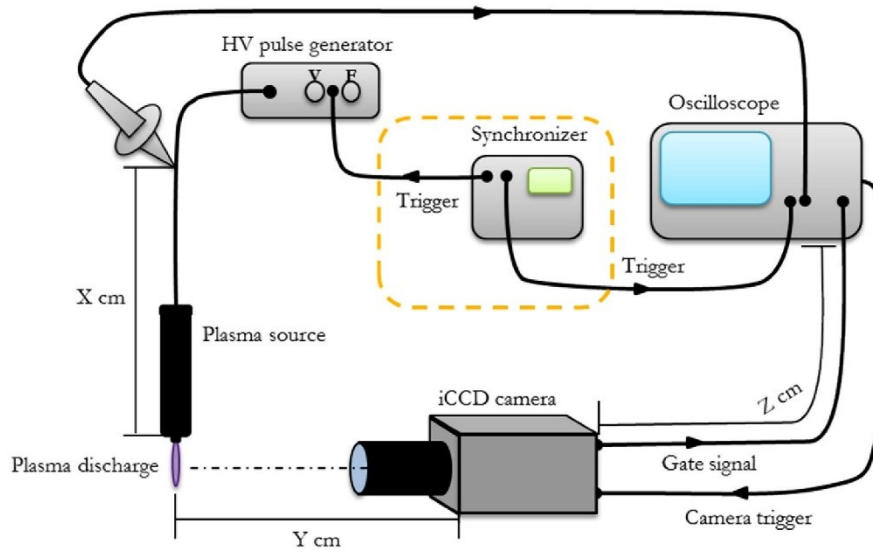 HV pulse generator
V F
Oscilloscope
Synchronizer
Trigger
Trigger
X cm
Plasma source
iCCD camera
Z cm
Plasma discharge
Gate signal
Camera trigger
Y cm